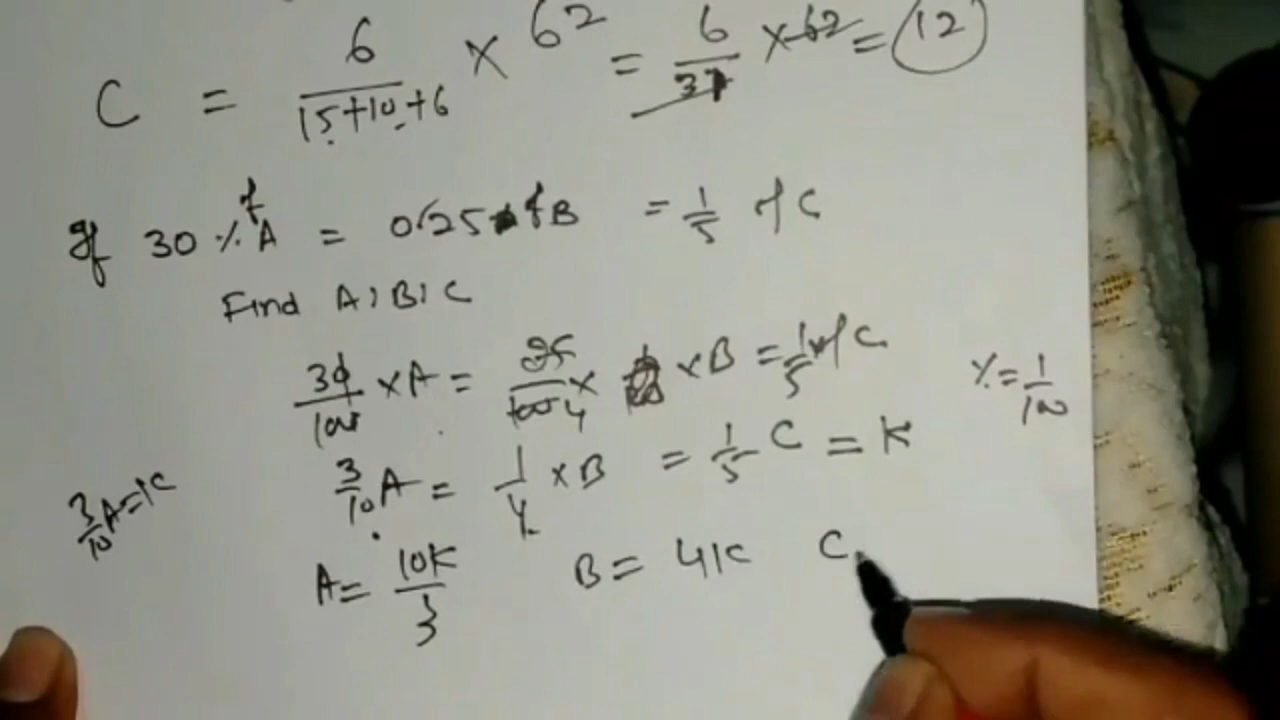 C = 6/(15+10+6) × 62 = 6/31 × 62 = 12
If 30 % of A = 0.25 of B = 1/5 of C
Find A : B : C
30/100 × A = 25/100 4 × B = 1/5 of C
% = 1/100
3/10 A = 1/4 × B = 1/5 C = K
3/10 A = K
A = 10K/3 B = 4K C